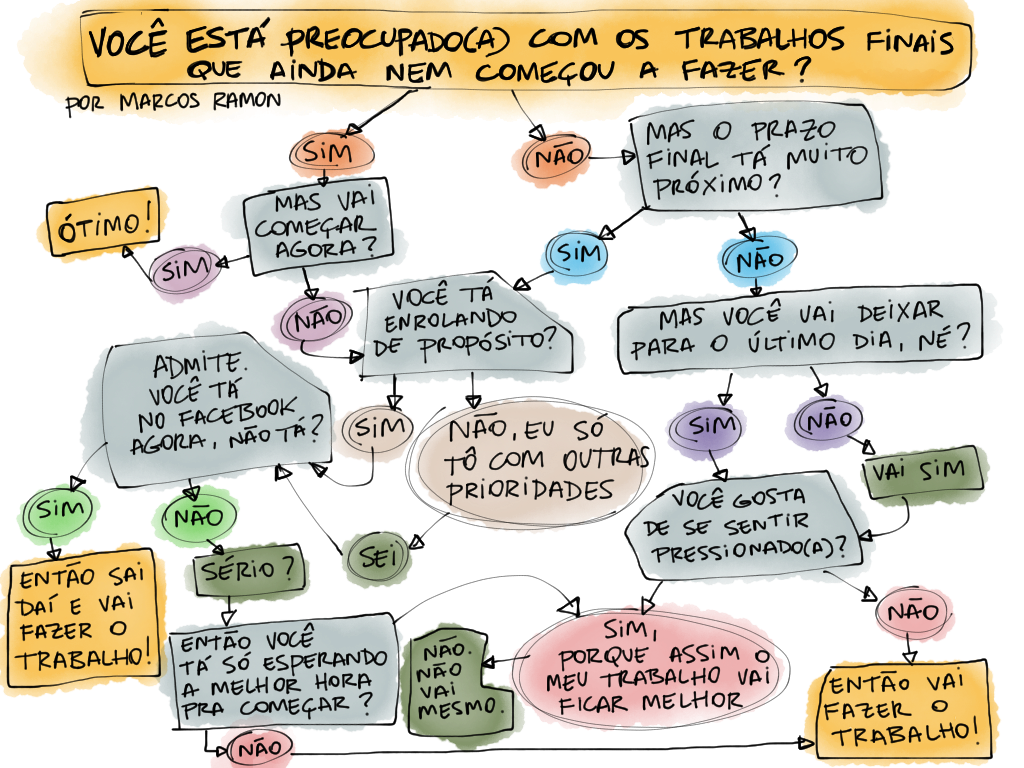 VOCÊ ESTÁ PREOCUPADO(A) COM OS TRABALHOS FINAIS
QUE AINDA NEM COMEÇOU A FAZER?
POR MARCOS RAMON
SIM
NÃO
MAS O PRAZO
FINAL TÁ MUITO
PRÓXIMO?
MAS VAI
COMEÇAR
AGORA?
ÓTIMO!
SIM
NÃO
SIM
NÃO
VOCÊ TÁ
ENROLANDO
DE PROPÓSITO?
MAS VOCÊ VAI DEIXAR
PARA O ÚLTIMO DIA, NÉ?
ADMITE.
VOCÊ TÁ
NO FACEBOOK
AGORA, NÃO TÁ?
SIM
NÃO, EU SÓ
TÔ COM OUTRAS
PRIORIDADES
SIM
NÃO
VAI SIM
SIM
NÃO
SEI
VOCÊ GOSTA
DE SE SENTIR
PRESSIONADO(A)?
ENTÃO SAI
DAÍ E VAI
FAZER O
TRABALHO!
SÉRIO?
NÃO
ENTÃO VOCÊ
TÁ SÓ ESPERANDO
A MELHOR HORA
PRA COMEÇAR?
NÃO.
NÃO
VAI
MESMO.
SIM,
PORQUE ASSIM O
MEU TRABALHO VAI
FICAR MELHOR
ENTÃO VAI
FAZER O
TRABALHO!
NÃO